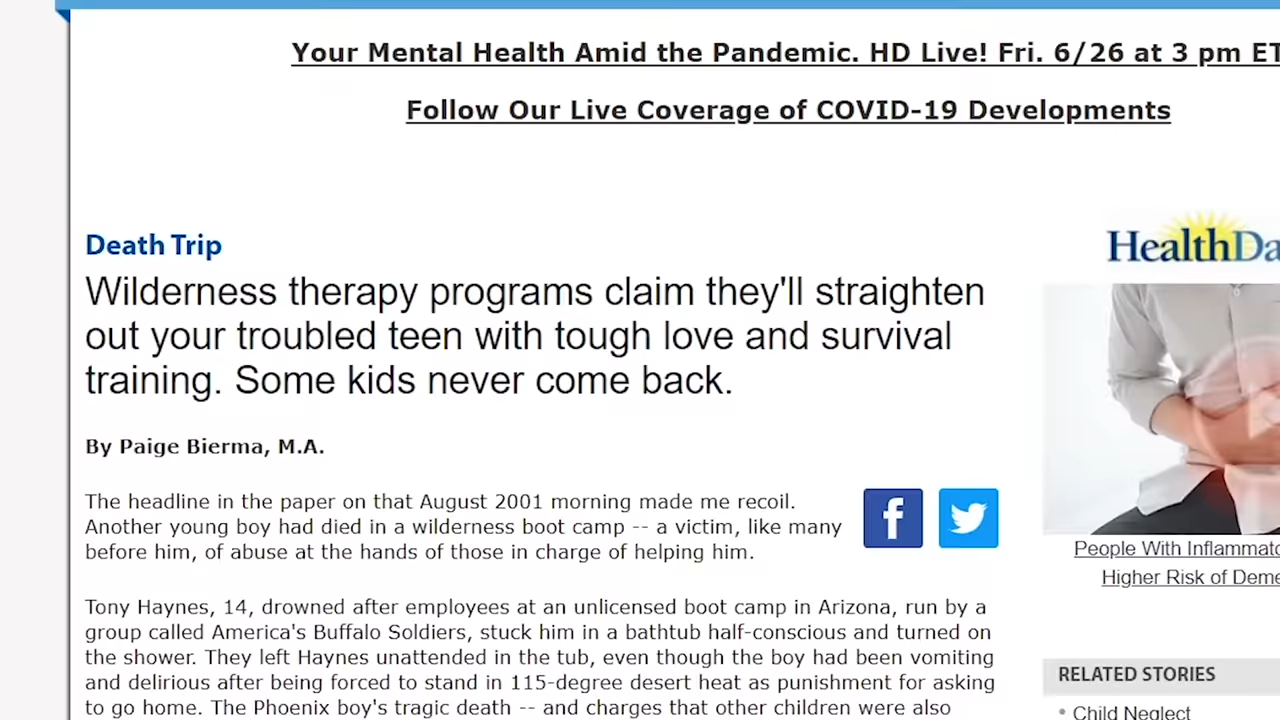 Your Mental Health Amid the Pandemic. HD Live! Fri. 6/26 at 3 pm ET
Follow Our Live Coverage of COVID-19 Developments
Death Trip
Wilderness therapy programs claim they'll straighten
out your troubled teen with tough love and survival
training. Some kids never come back.
By Paige Bierma, M.A.
The headline in the paper on that August 2001 morning made me recoil.
Another young boy had died in a wilderness boot camp -- a victim, like many
before him, of abuse at the hands of those in charge of helping him.
Tony Haynes, 14, drowned after employees at an unlicensed boot camp in Arizona, run by a
group called America's Buffalo Soldiers, stuck him in a bathtub half-conscious and turned on
the shower. They left Haynes unattended in the tub, even though the boy had been vomiting
and delirious after being forced to stand in 115-degree desert heat as punishment for asking
to go home. The Phoenix boy's tragic death -- and charges that other children were also
HealthDa
People With Inflammato
Higher Risk of Deme
RELATED STORIES
• Child Neglect